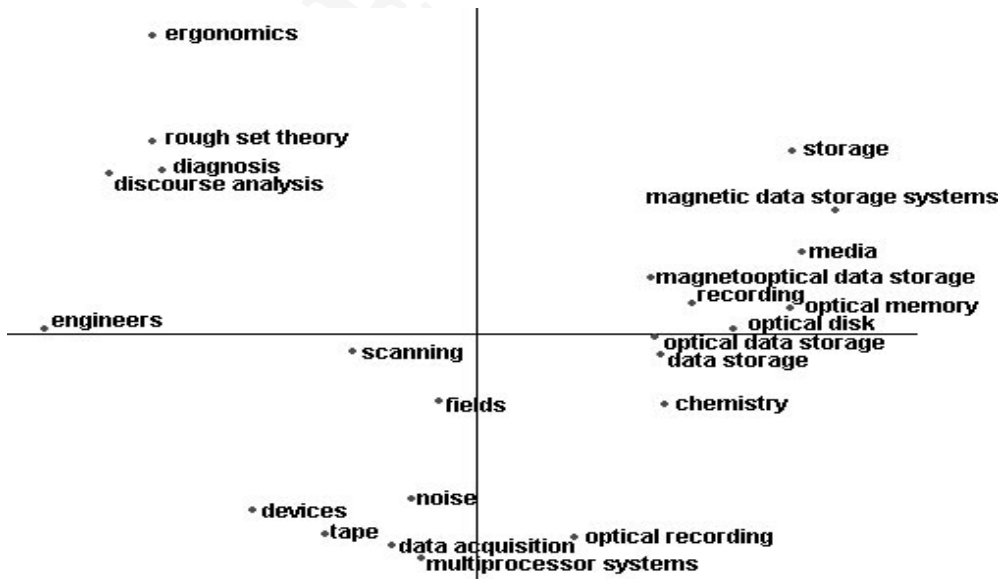 ergonomics
rough set theory
diagnosis
discourse analysis
storage
magnetic data storage systems
media
magnetooptical data storage
recording
optical memory
engineers
optical disk
scanning
optical data storage
data storage
fields
chemistry
noise
devices
tape
optical recording
data acquisition
multiprocessor systems